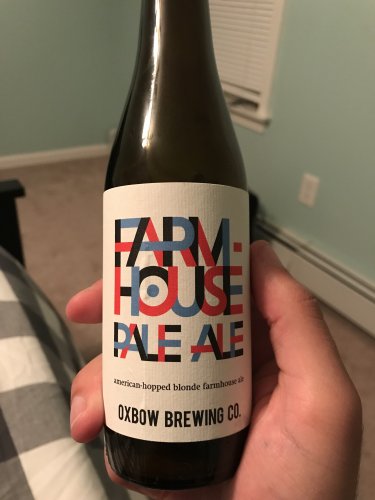 FARM-
HOUSE
PALE ALE
american-hopped blonde farmhouse ale
OXBOW BREWING CO.